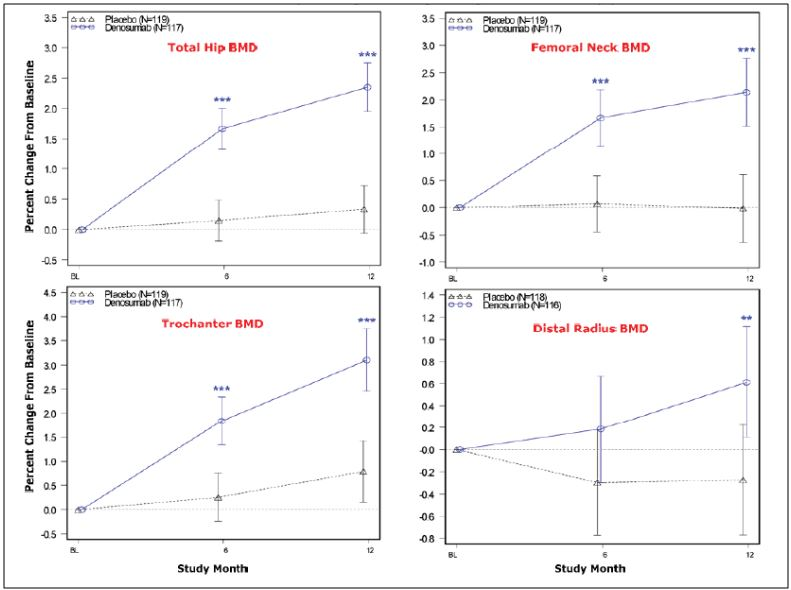 Placebo (N=119)
Denosumab (N=117)
Total Hip BMD
Percent Change From Baseline
3.5
3.0
2.5
2.0
1.5
1.0
0.5
0.0
-0.5
***
***
BL
6
12
Placebo (N=119)
Denosumab (N=117)
Femoral Neck BMD
3.5
3.0
2.5
2.0
1.5
1.0
0.5
0.0
-0.5
-1.0
***
***
BL
6
12
Placebo (N=119)
Denosumab (N=117)
Trochanter BMD
Percent Change From Baseline
4.5
4.0
3.5
3.0
2.5
2.0
1.5
1.0
0.5
0.0
-0.5
***
***
BL
6
12
Study Month
Placebo (N=118)
Denosumab (N=116)
Distal Radius BMD
1.4
1.2
1.0
0.8
0.6
0.4
0.2
-0.0
-0.2
-0.4
-0.6
-0.8
**
BL
6
12
Study Month